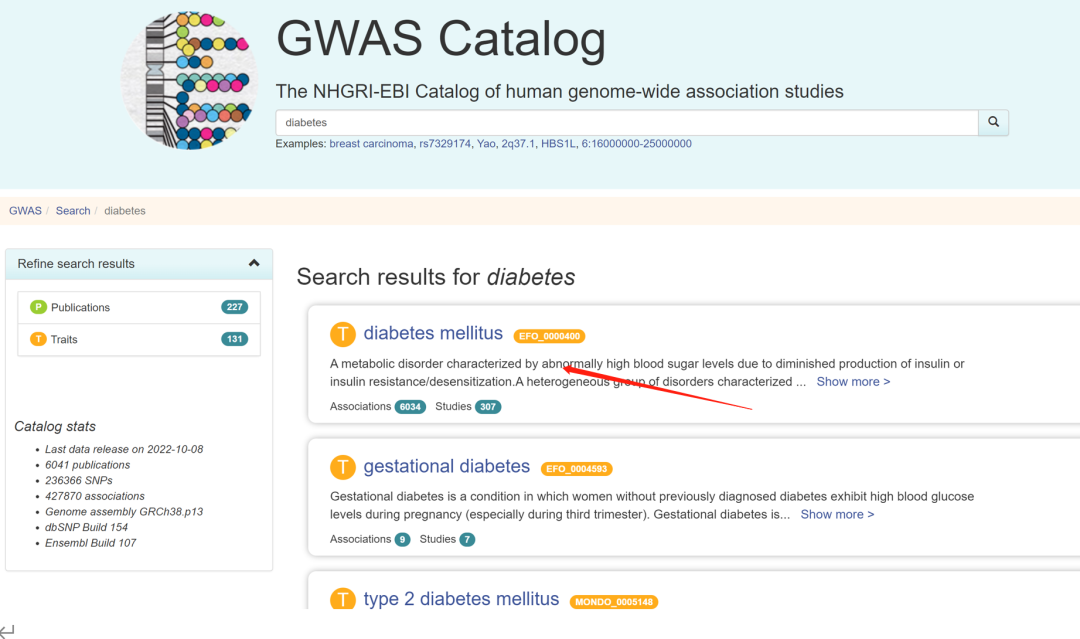 GWAS Catalog
The NHGRI-EBI Catalog of human genome-wide association studies
diabetes
Examples: breast carcinoma, rs7329174, Yao, 2q37.1, HBS1L, 6:16000000-25000000
GWAS / Search / diabetes
Refine search results
P Publications 227
T Traits 131
Catalog stats
• Last data release on 2022-10-08
• 6041 publications
• 236366 SNPs
• 427870 associations
• Genome assembly GRCh38.p13
• dbSNP Build 154
• Ensembl Build 107
Search results for diabetes
T diabetes mellitus EFO_0000400
A metabolic disorder characterized by abnormally high blood sugar levels due to diminished production of insulin or
insulin resistance/desensitization.A heterogeneous group of disorders characterized ... Show more >
Associations 6034 Studies 307
T gestational diabetes EFO_0004593
Gestational diabetes is a condition in which women without previously diagnosed diabetes exhibit high blood glucose
levels during pregnancy (especially during third trimester). Gestational diabetes is... Show more >
Associations 9 Studies 7
T type 2 diabetes mellitus MONDO_0005148